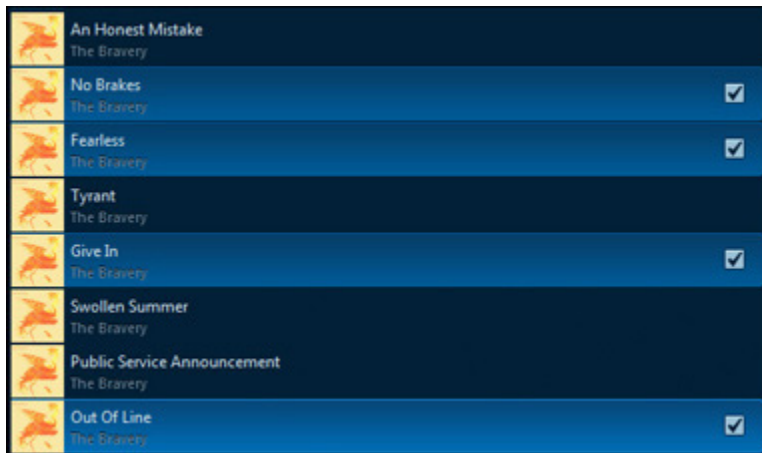 An Honest Mistake
The Bravery
No Brakes
The Bravery
Fearless
The Bravery
Tyrant
The Bravery
Give In
The Bravery
Swollen Summer
The Bravery
Public Service Announcement
The Bravery
Out Of Line
The Bravery